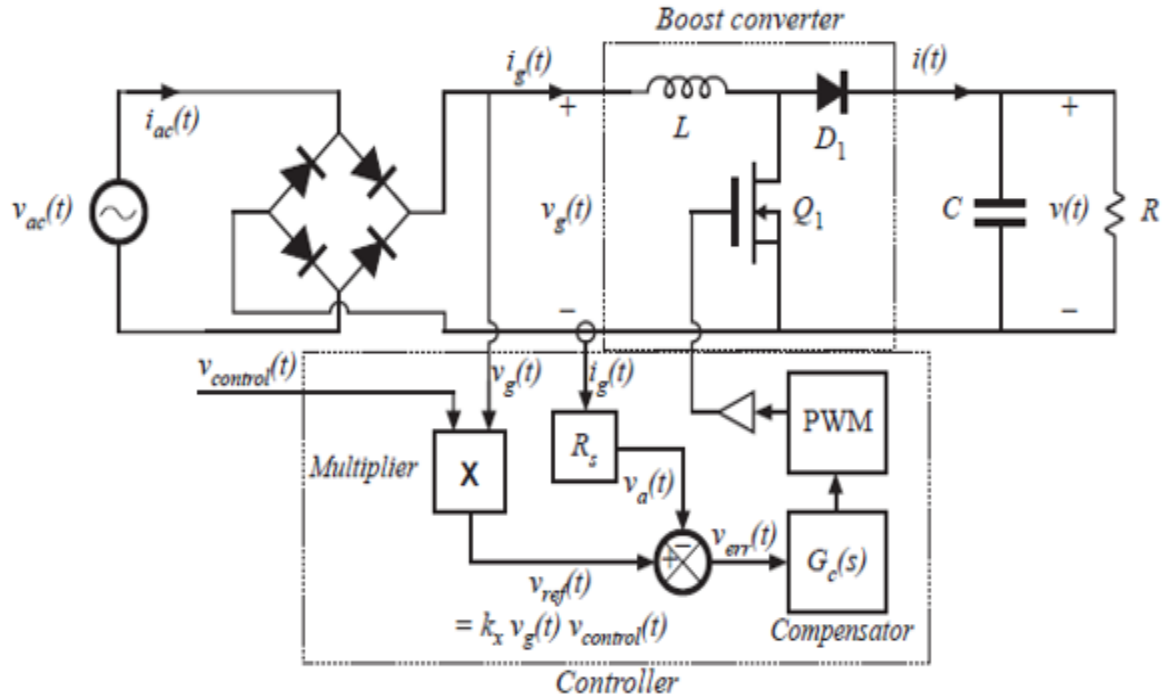 Boost converter
i_g(t)
i(t)
i_ac(t)
+
L
D_1
+
v_ac(t)
v_g(t)
Q_1
C
v(t)
R
–
–
v_control(t)
v_g(t)
i_g(t)
PWM
Multiplier
X
R_s
v_a(t)
–
+
v_err(t)
G_c(s)
v_ref(t)
= k_x v_g(t) v_control(t)
Compensator
Controller